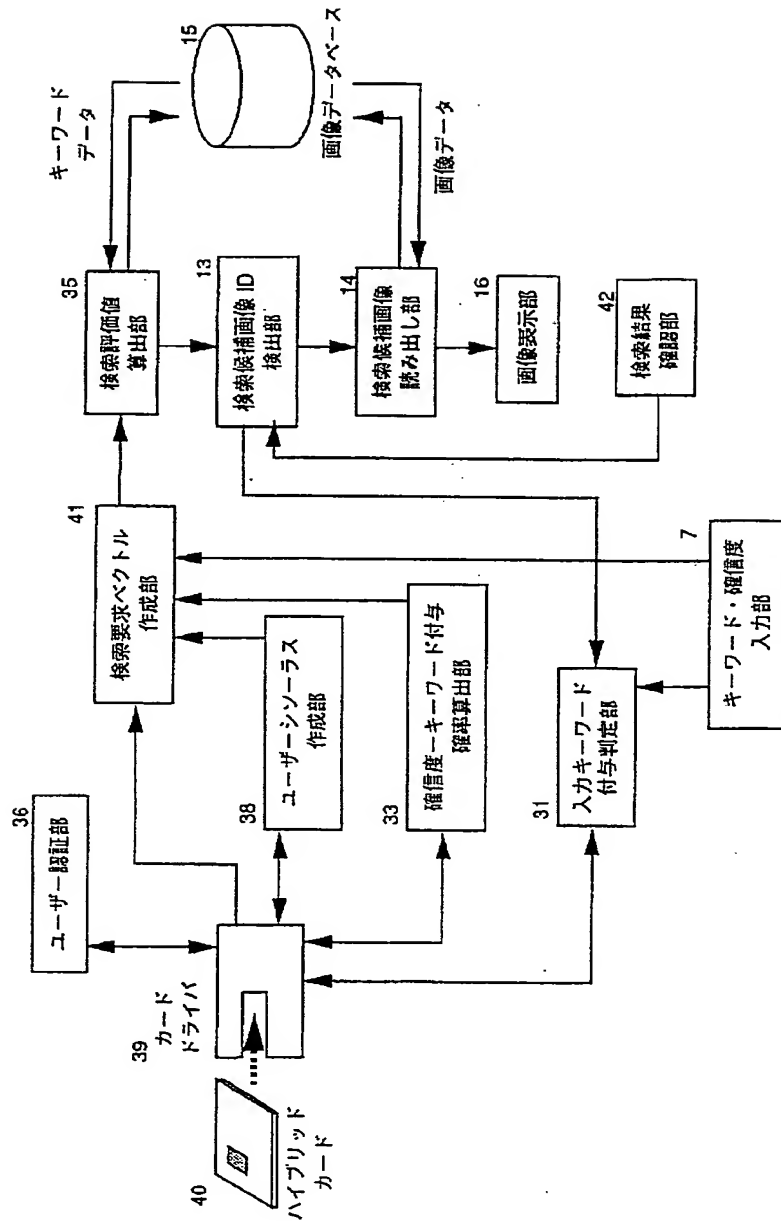 40
ハイブリッド
カード
39
カード
ドライバ
36
ユーザー認証部
38
ユーザーシソーラス
作成部
33
確信度ーキーワード付与
確率算出部
31
入力キーワード
付与判定部
7
キーワード・確信度
入力部
41
検索要求ベクトル
作成部
35
検索評価値
算出部
13
検索候補画像 ID
検出部
14
検索候補画像
読み出し部
16
画像表示部
42
検索結果
確認部
キーワード
データ
15
画像データベース
画像データ